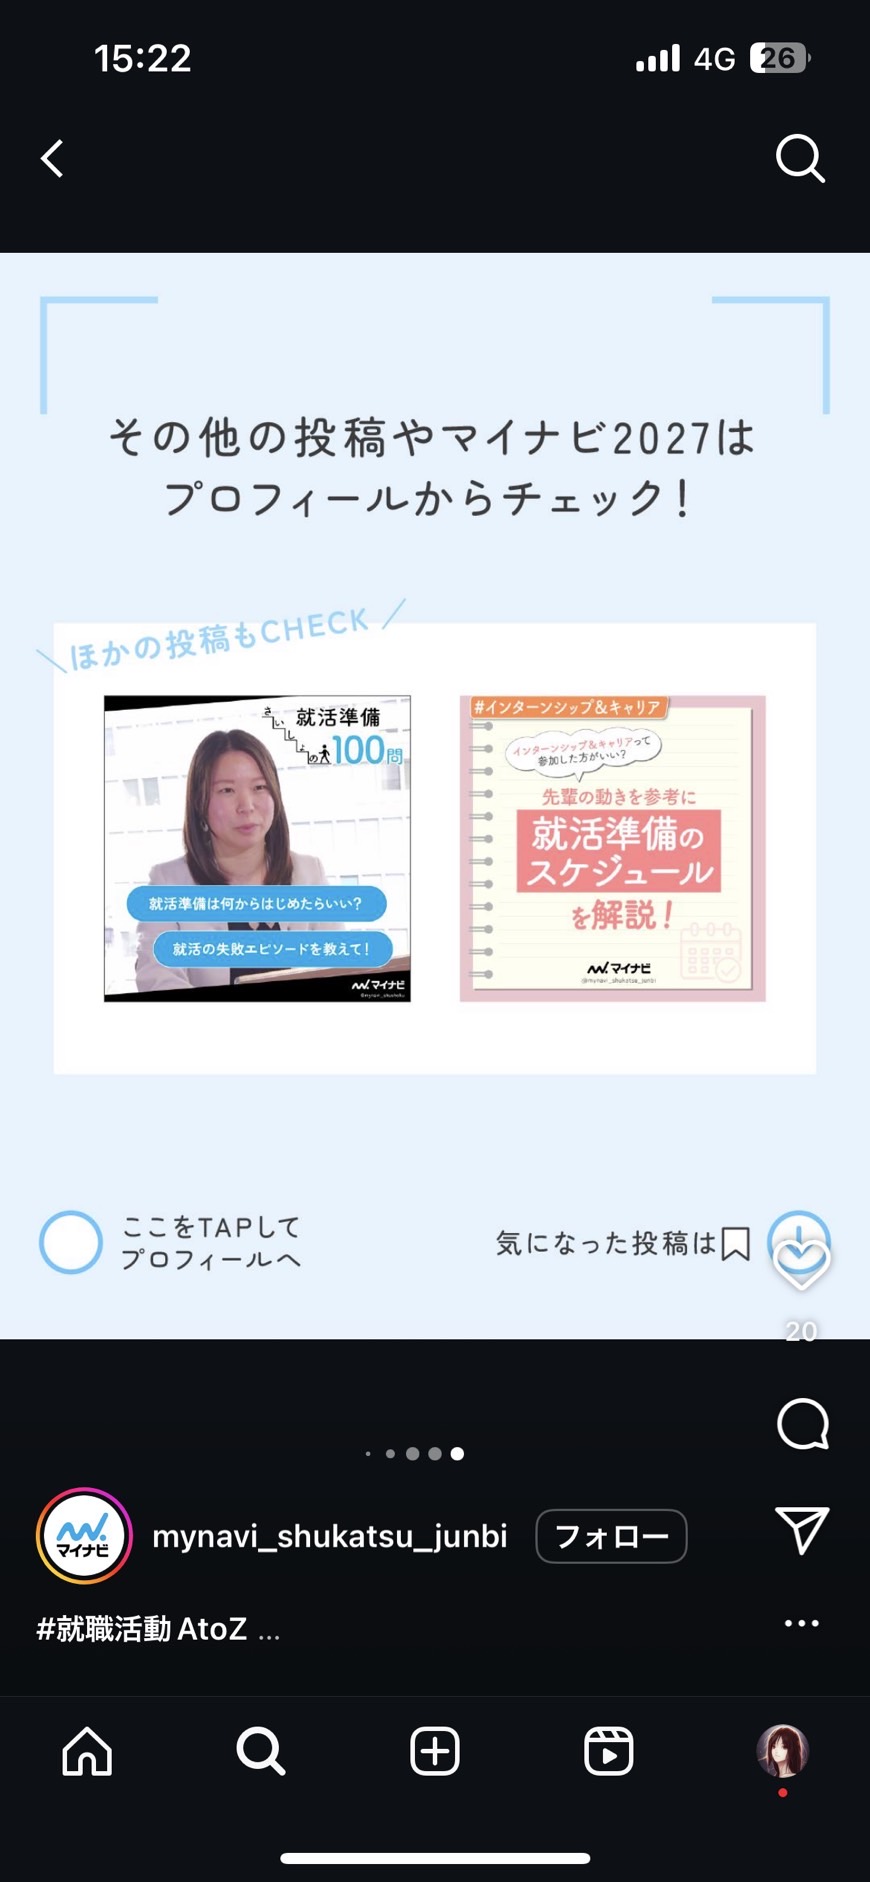 15:22
4G
26
その他の投稿やマイナビ2027は
プロフィールからチェック！
ほかの投稿もCHECK
さいしょの
就活準備
100問
就活準備は何からはじめたらいい？
就活の失敗エピソードを教えて！
マイナビ
#インターンシップ&キャリア
インターンシップ&キャリアって
参加した方がいい？
先輩の動きを参考に
就活準備の
スケジュール
を解説！
マイナビ
@mynavi_shukatsu_junbi
ここをTAPして
プロフィールへ
気になった投稿は
20
マイナビ
mynavi_shukatsu_junbi
フォロー
#就職活動AtoZ ...